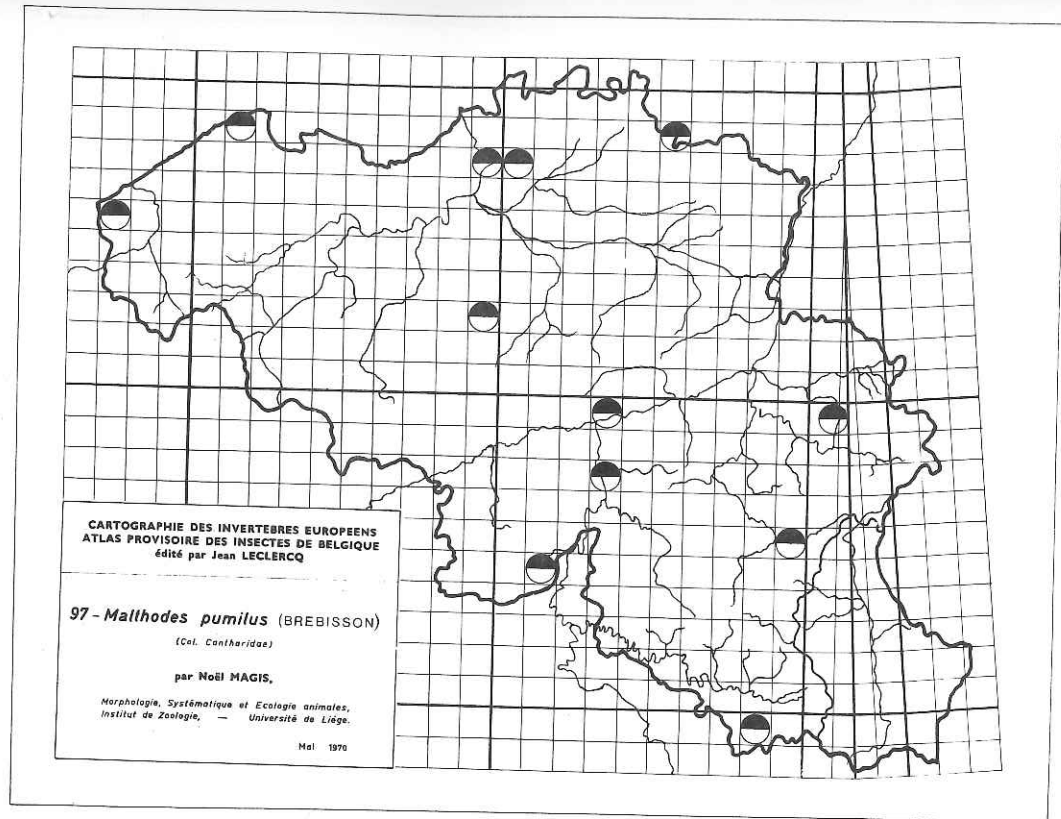 CARTOGRAPHIE DES INVERTEBRES EUROPEENS
ATLAS PROVISOIRE DES INSECTES DE BELGIQUE
édité par Jean LECLERCQ
97 - Malthodes pumilus (BREBISSON)
(Col. Cantharidae)
par Noël MAGIS,
Morphologie, Systématique et Ecologie animales,
Institut de Zoologie, — Université de Liége.
Mai 1970